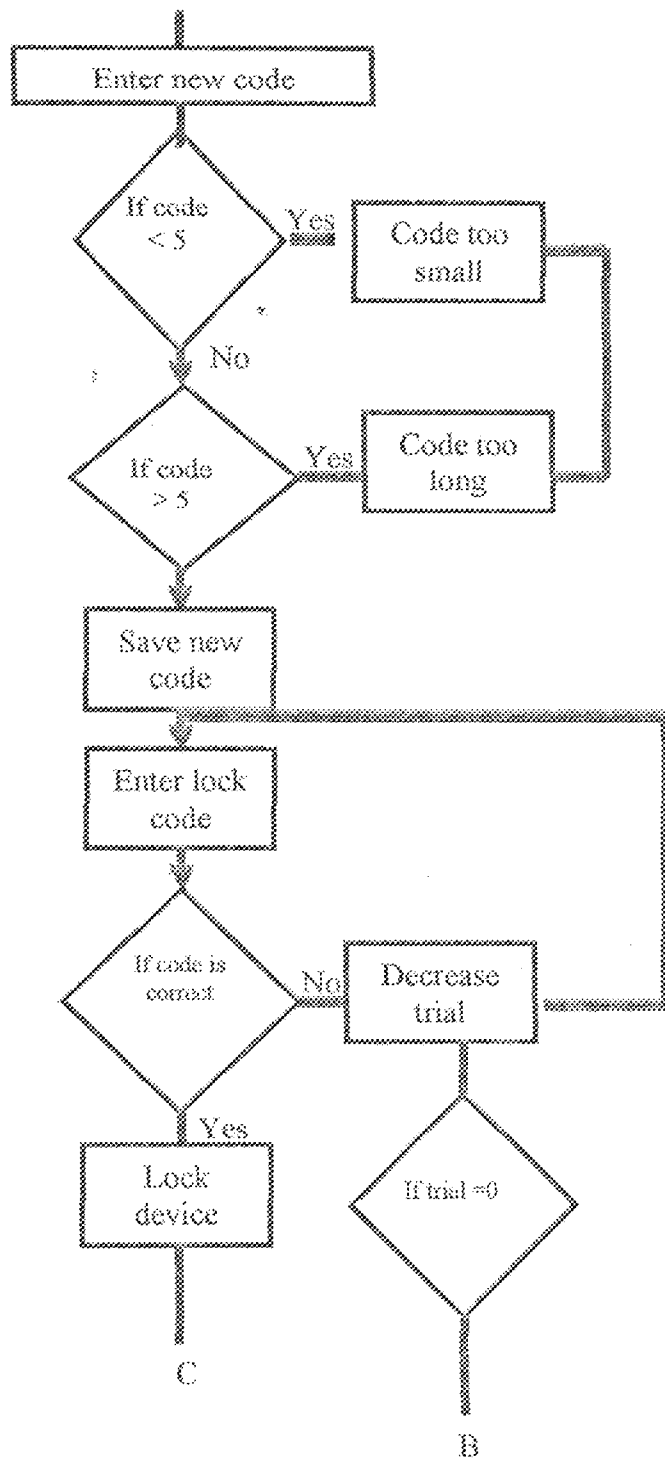 Enter new code
If code
< 5
Yes
Code too
small
No
If code
> 5
Yes
Code too
long
Save new
code
Enter lock
code
If code is
correct
No
Decrease
trial
Yes
Lock
device
If trial =0
C
B